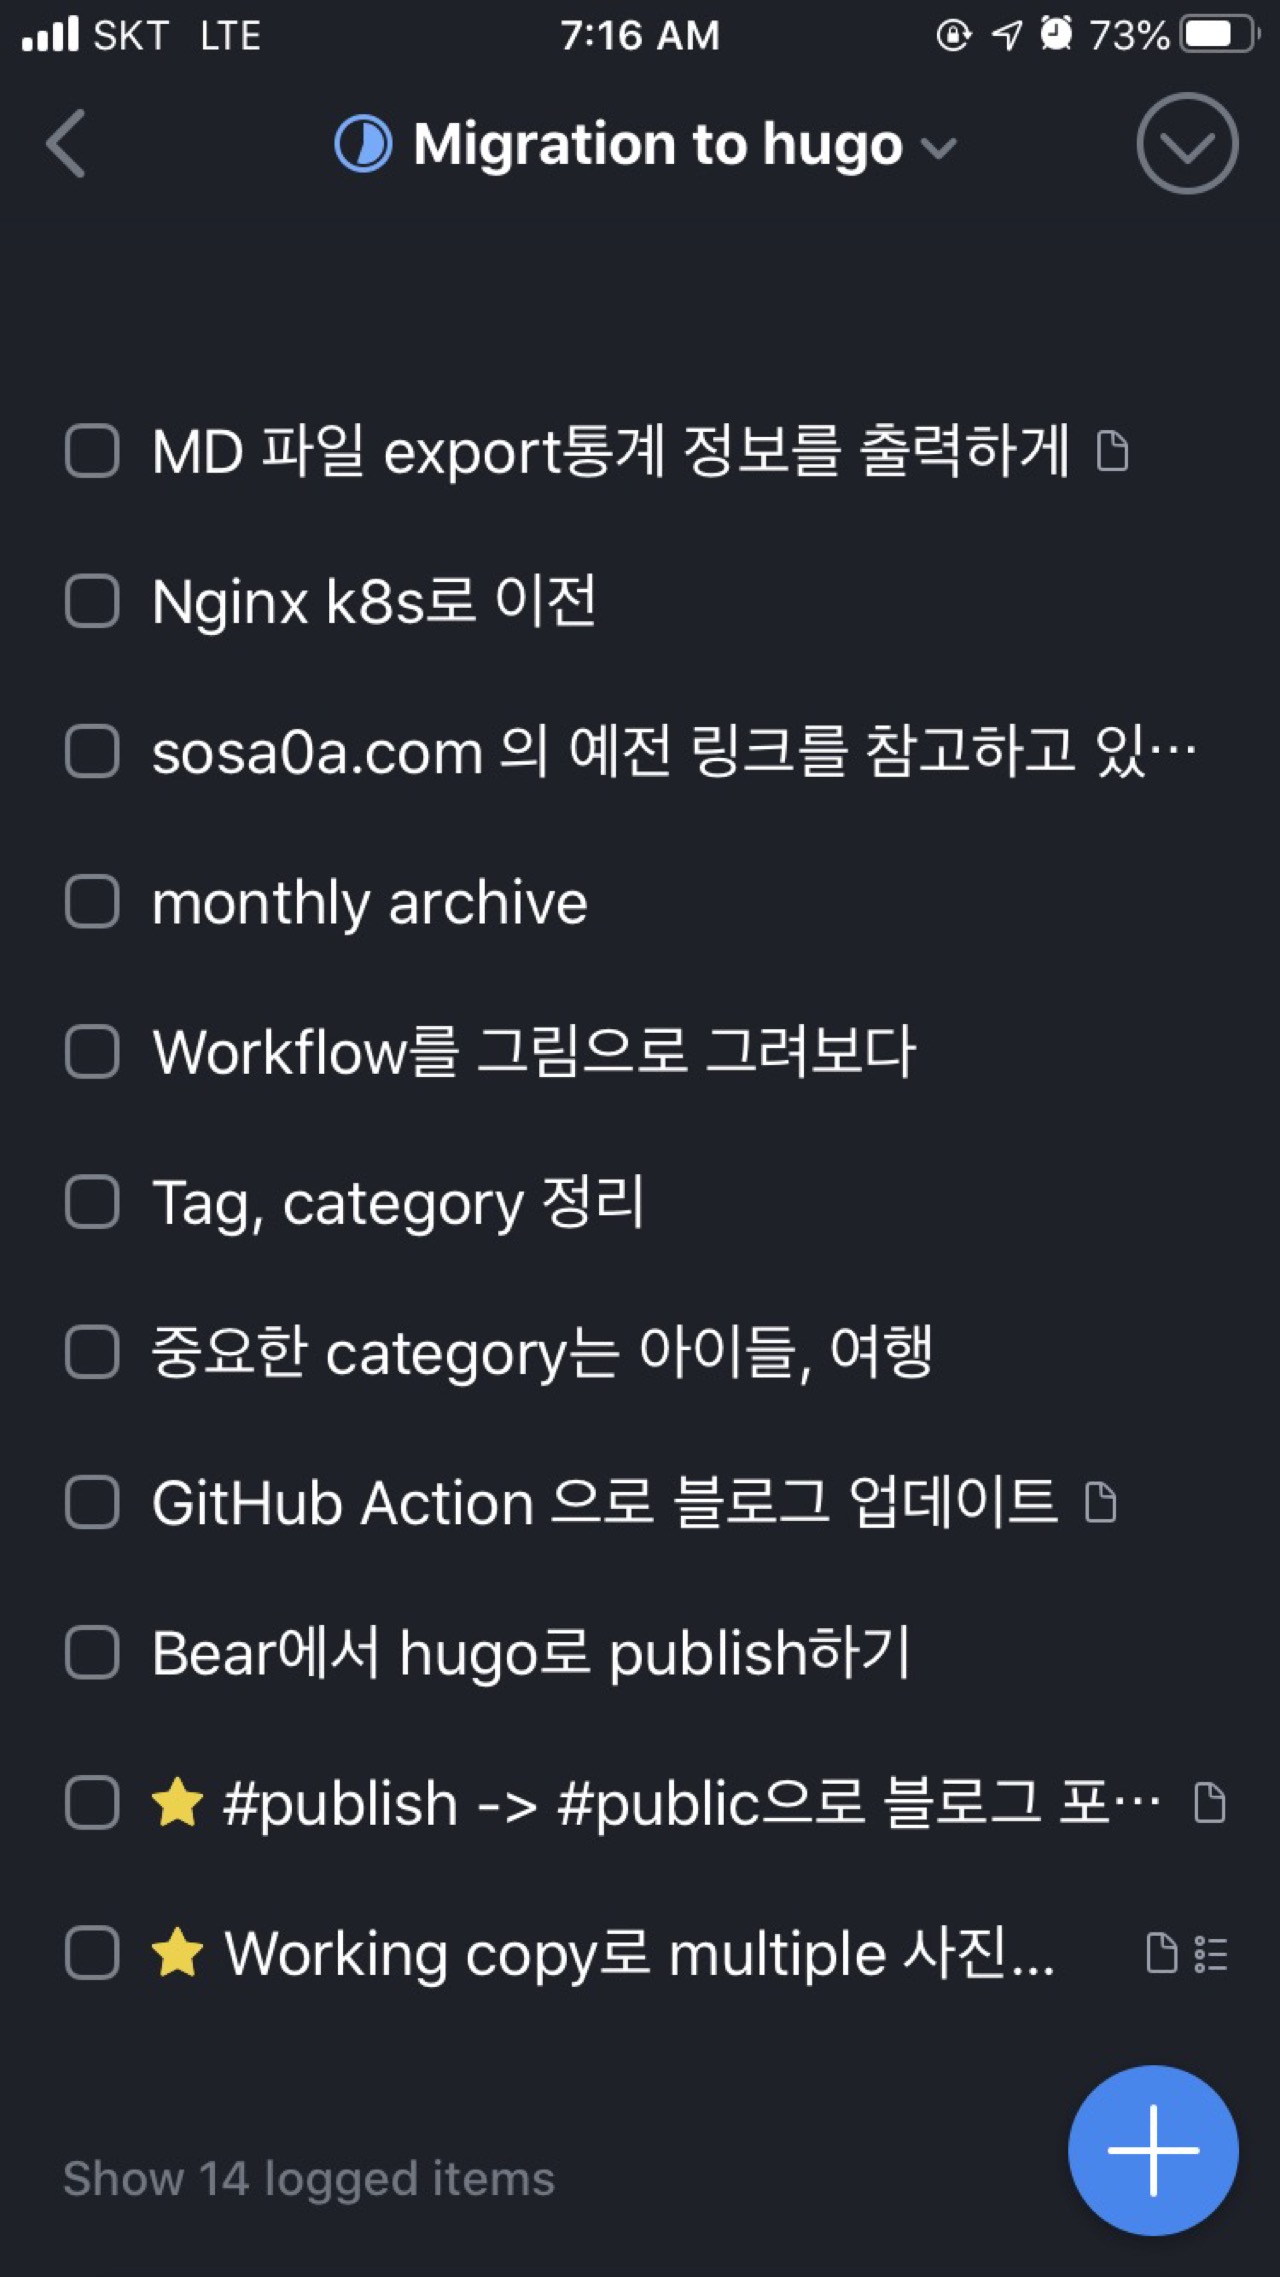 SKT LTE 7:16 AM 73%
Migration to hugo
MD 파일 export통계 정보를 출력하게
Nginx k8s로 이전
sosa0a.com 의 예전 링크를 참고하고 있…
monthly archive
Workflow를 그림으로 그려보다
Tag, category 정리
중요한 category는 아이들, 여행
GitHub Action 으로 블로그 업데이트
Bear에서 hugo로 publish하기
⭐ #publish -> #public으로 블로그 포…
⭐ Working copy로 multiple 사진...
Show 14 logged items